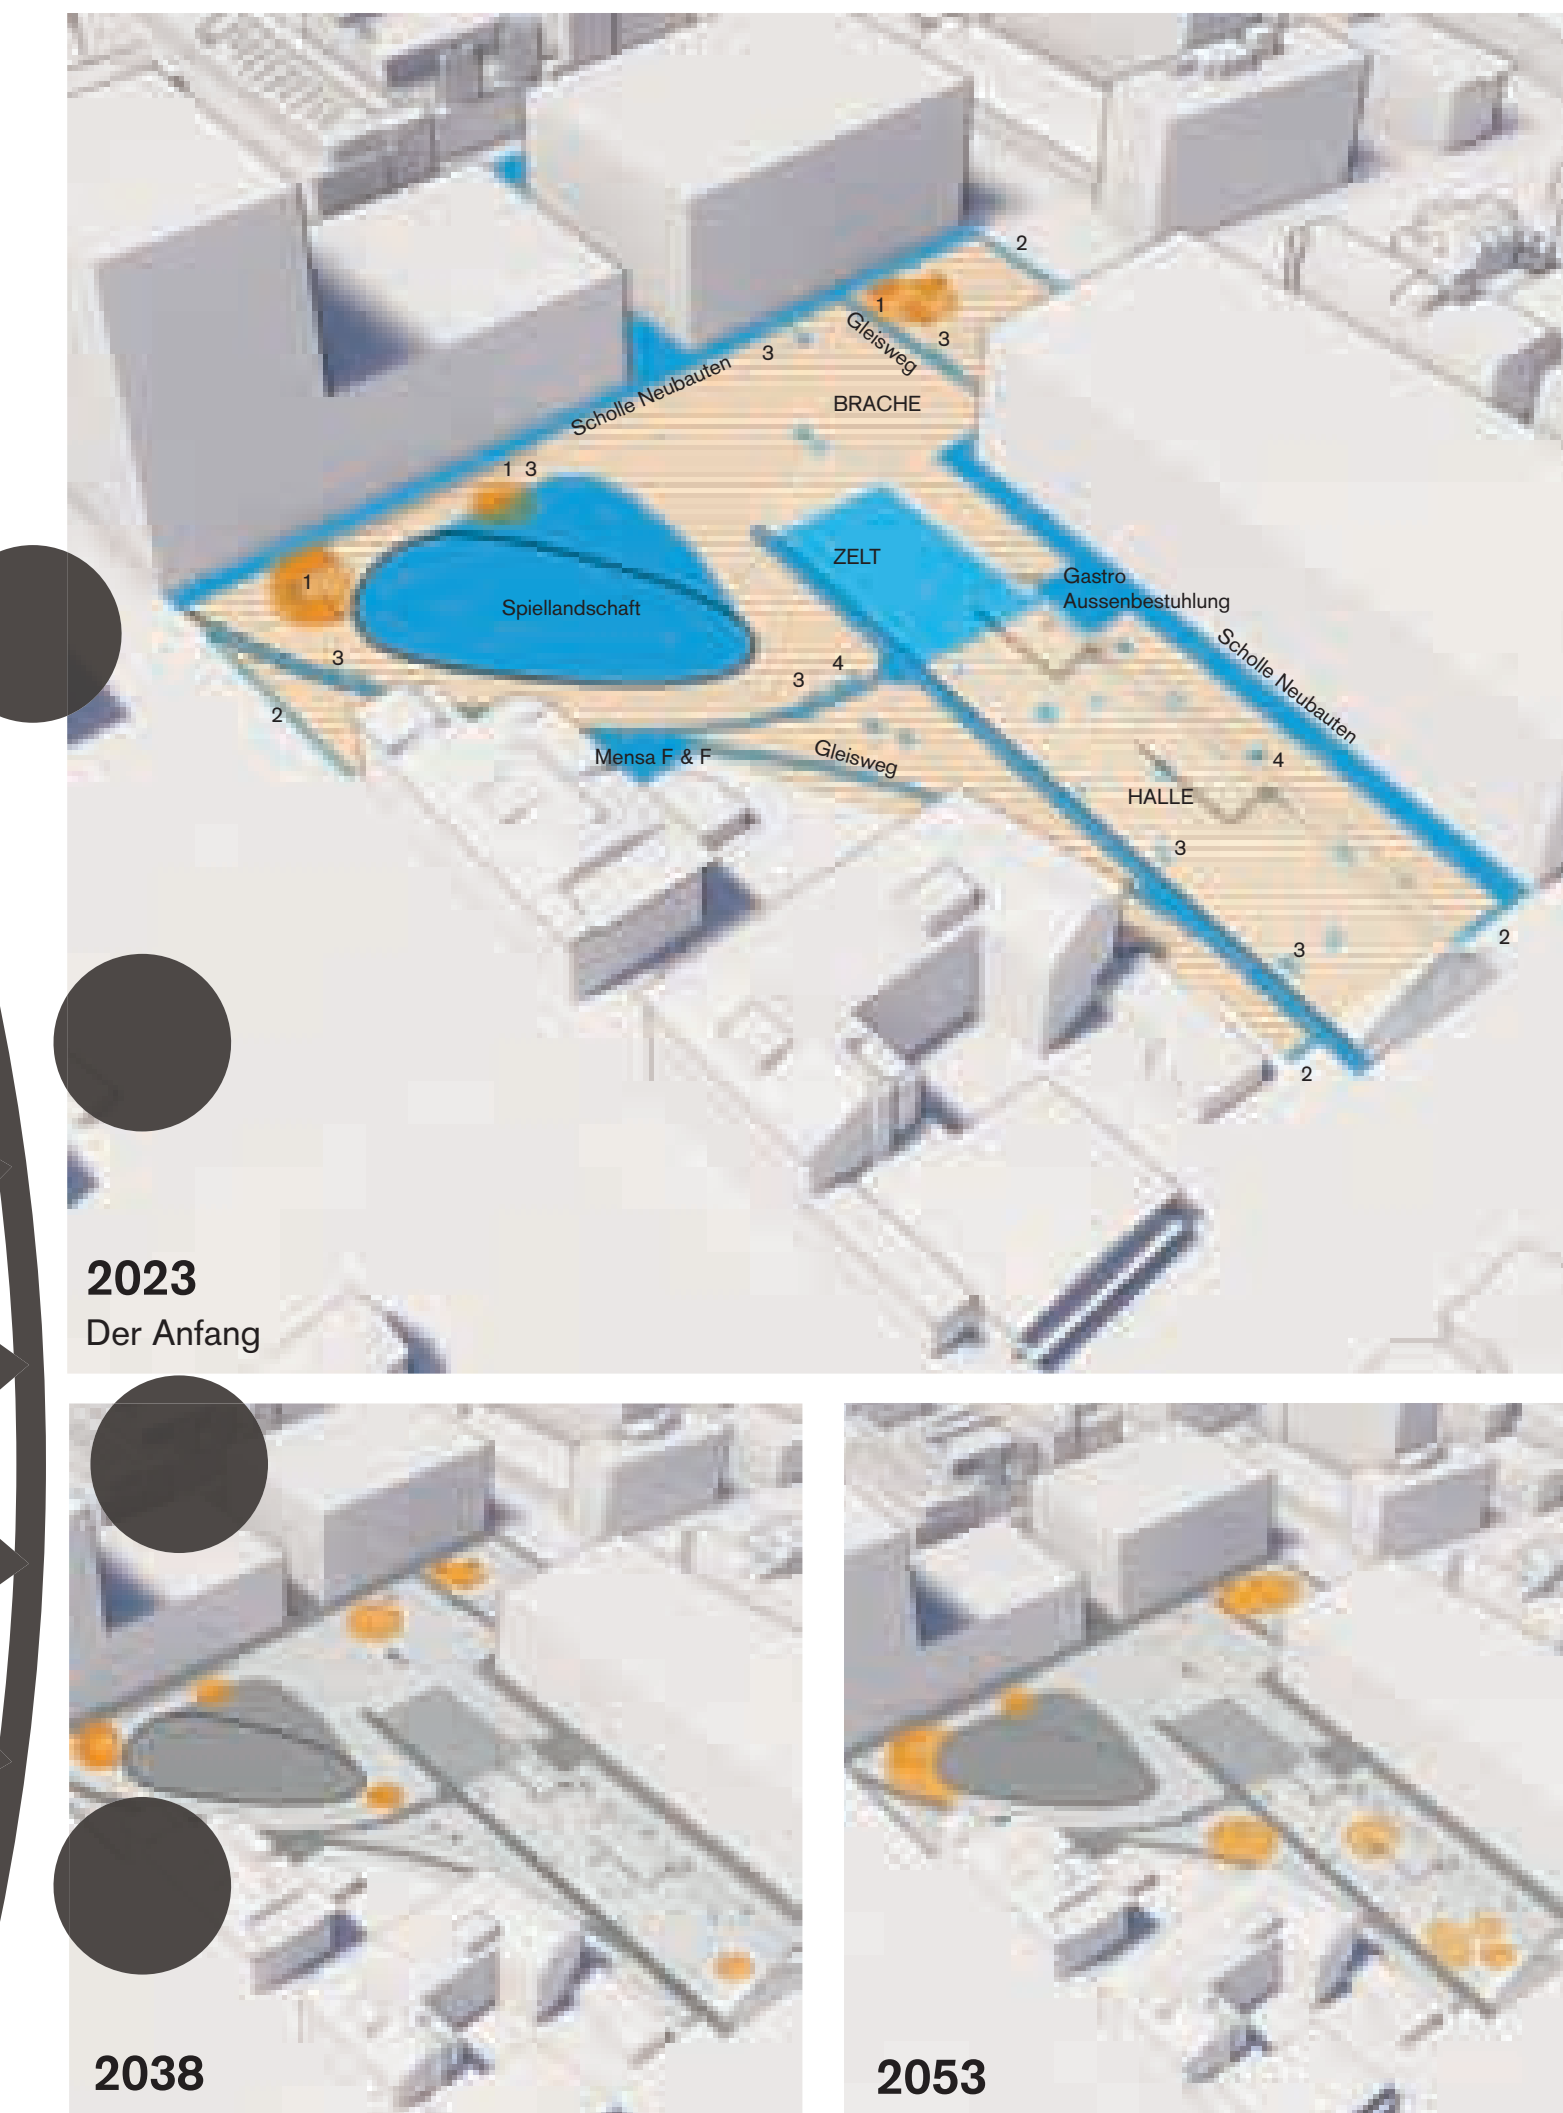 2
1
Gleisweg
3
3
Scholle Neubauten
BRACHE
1 3
ZELT
Gastro
Aussenbestuhlung
1
Spiellandschaft
Scholle Neubauten
3
4
3
2
Mensa F & F
Gleisweg
4
HALLE
3
2
3
2
2023
Der Anfang
2038
2053